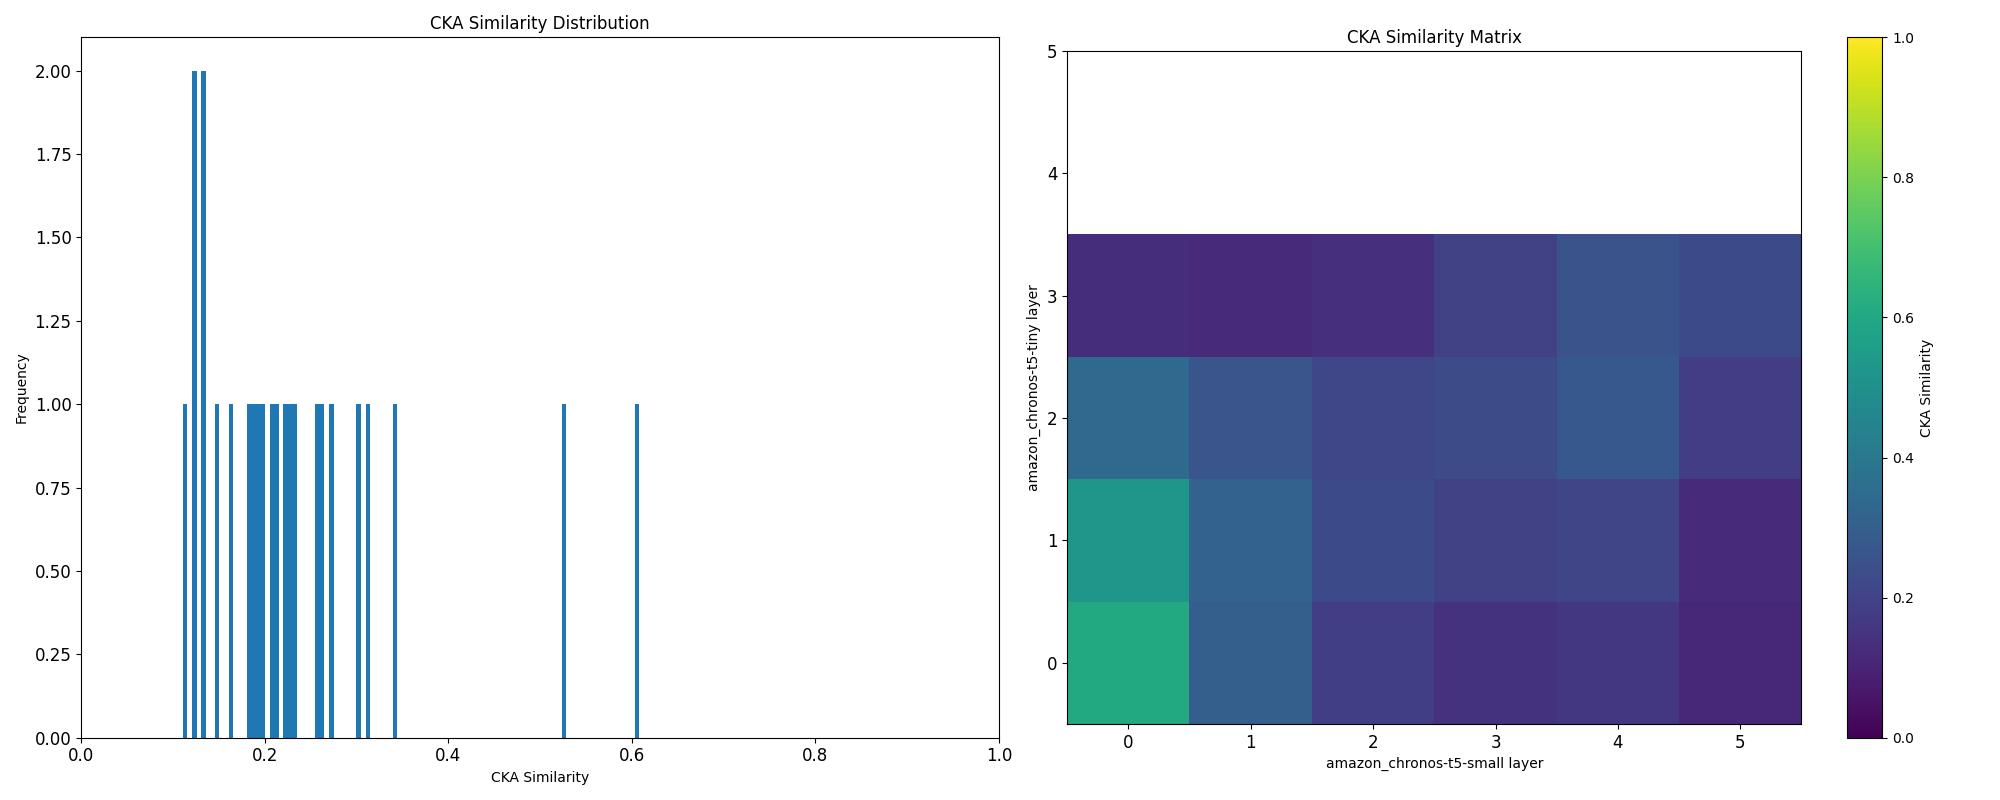 CKA Similarity Distribution
Frequency
2.00
1.75
1.50
1.25
1.00
0.75
0.50
0.25
0.00
0.0 0.2 0.4 0.6 0.8 1.0
CKA Similarity
CKA Similarity Matrix
amazon_chronos-t5-tiny layer
5
4
3
2
1
0
0 1 2 3 4 5
amazon_chronos-t5-small layer
1.0
0.8
0.6
0.4
0.2
0.0
CKA Similarity